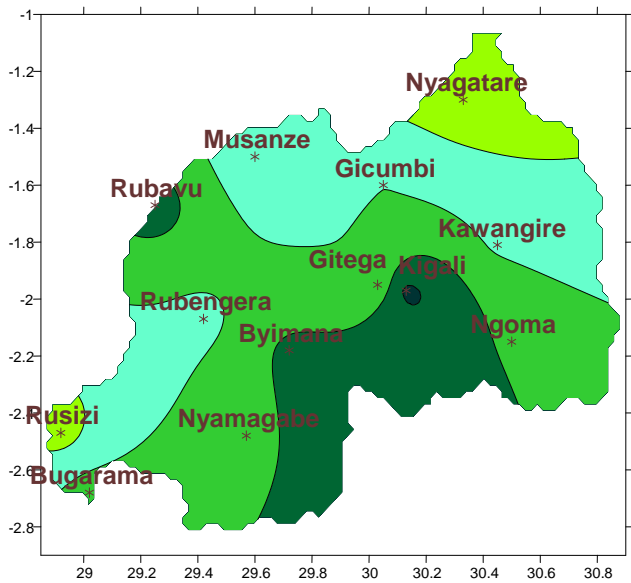 -1
-1.2
Nyagatare
-1.4
Musanze
Gicumbi
-1.6
Rubavu
Kawangire
-1.8
Gitega
Kigali
-2
Rubengera
Byimana
Ngoma
-2.2
-2.4
Rusizi
Nyamagabe
-2.6
Bugarama
-2.8
29 29.2 29.4 29.6 29.8 30 30.2 30.4 30.6 30.8